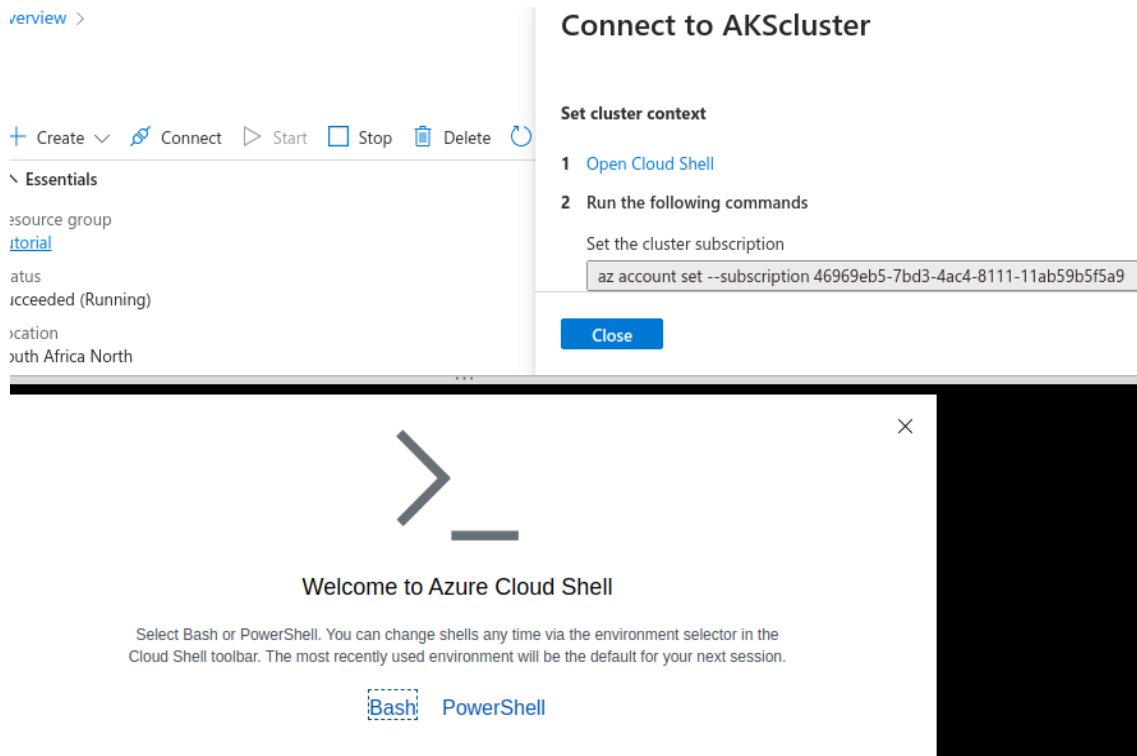 verview >
Connect to AKScluster
Set cluster context
Create
Connect
Start
Stop
Delete
1 Open Cloud Shell
Essentials
2 Run the following commands
esource group
utorial
Set the cluster subscription
atus
az account set --subscription 46969eb5-7bd3-4ac4-8111-11ab59b5f5a9
ucceeded (Running)
ocation
Close
outh Africa North
Welcome to Azure Cloud Shell
Select Bash or PowerShell. You can change shells any time via the environment selector in the
Cloud Shell toolbar. The most recently used environment will be the default for your next session.
Bash PowerShell